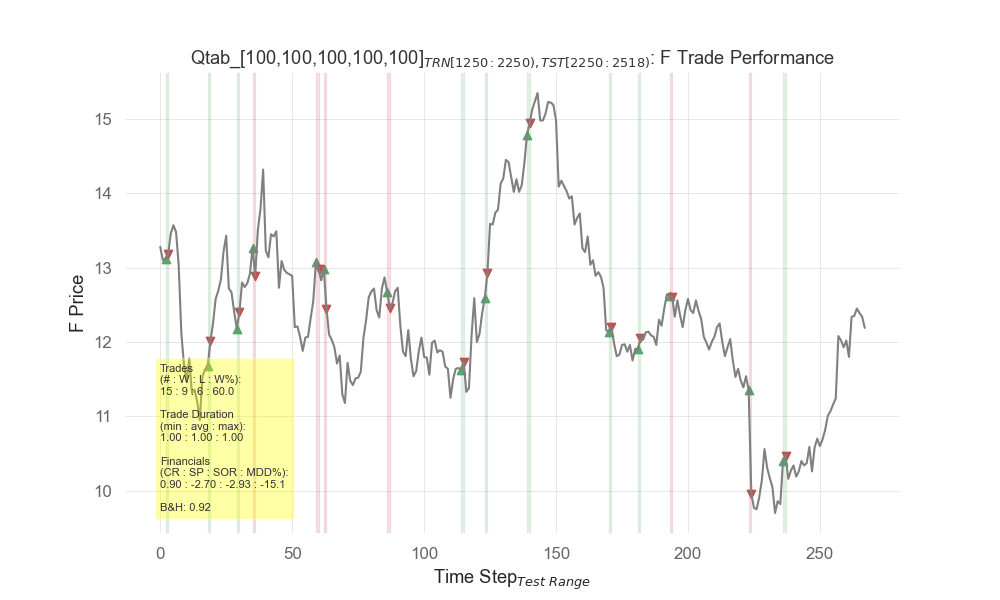 Qtab_[100,100,100,100,100]TRN[1250:2250),TST[2250:2518): F Trade Performance
F Price
15
14
13
12
11
10
Trades
(# : W : L : W%):
15 : 9 : 6 : 60.0
Trade Duration
(min : avg : max):
1.00 : 1.00 : 1.00
Financials
(CR : SP : SOR : MDD%):
0.90 : -2.70 : -2.93 : -15.1
B&H: 0.92
0 50 100 150 200 250
Time StepTest Range